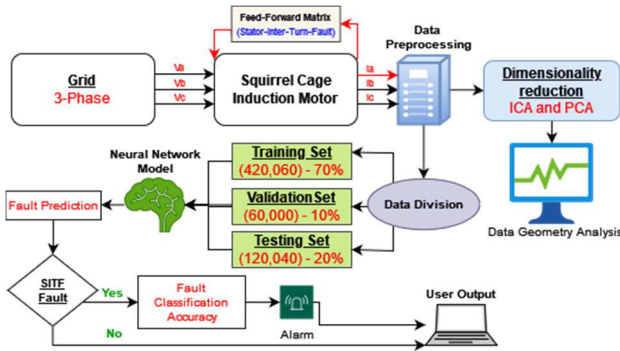 Feed-Forward Matrix
(Stator-Inter-Turn-Fault)
Data
Preprocessing
Grid
3-Phase
Va
Vb
Vc
Squirrel Cage
Induction Motor
Ia
Ib
Ic
Dimensionality
reduction
ICA and PCA
Data Geometry Analysis
Neural Network
Model
Training Set
(420,060) - 70%
Validation Set
(60,000) - 10%
Testing Set
(120,040) - 20%
Data Division
Fault Prediction
SITF
Fault
Yes
No
Fault
Classification
Accuracy
Alarm
User Output